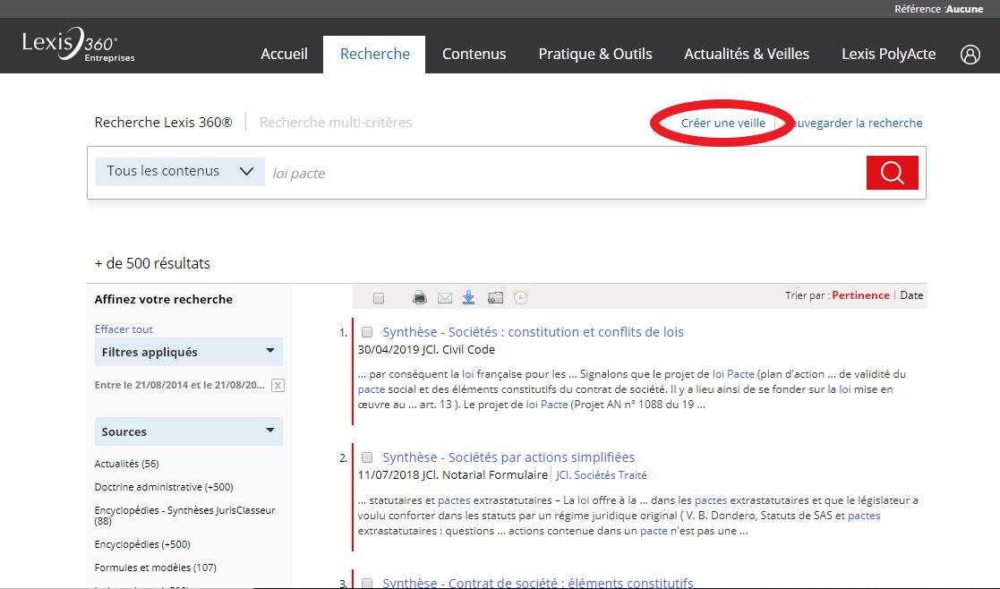 Référence :Aucune
Lexis 360®
Entreprises
Accueil
Recherche
Contenus
Pratique & Outils
Actualités & Veilles
Lexis PolyActe
Recherche Lexis 360®
Recherche multi-critères
Créer une veille
auvegarder la recherche
Tous les contenus
loi pacte
+ de 500 résultats
Affinez votre recherche
Effacer tout
Filtres appliqués
Entre le 21/08/2014 et le 21/08/20... X
Sources
Actualités (56)
Doctrine administrative (+500)
Encyclopédies - Synthèses JurisClasseur
(88)
Encyclopédies (+500)
Formules et modèles (107)
Trier par : Pertinence | Date
1. Synthèse - Sociétés : constitution et conflits de lois
30/04/2019 JCl. Civil Code
... par conséquent la loi française pour les ... Signalons que le projet de loi Pacte (plan d'action ... de validité du
pacte social et des éléments constitutifs du contrat de société. Il y a lieu ainsi de se fonder sur la loi mise en
œuvre au ... art. 13 ). Le projet de loi Pacte (Projet AN n° 1088 du 19 ...
2. Synthèse - Sociétés par actions simplifiées
11/07/2018 JCl. Notarial Formulaire JCl. Sociétés Traité
... statutaires et pactes extrastatutaires – La loi offre à la ... dans les pactes extrastatutaires et que le législateur a
voulu conforter dans les statuts par un régime juridique original ( V. B. Dondero, Statuts de SAS et pactes
extrastatutaires : questions ... actions contenue dans un pacte n'est pas une ...
3. Synthèse - Contrat de société : éléments constitutifs